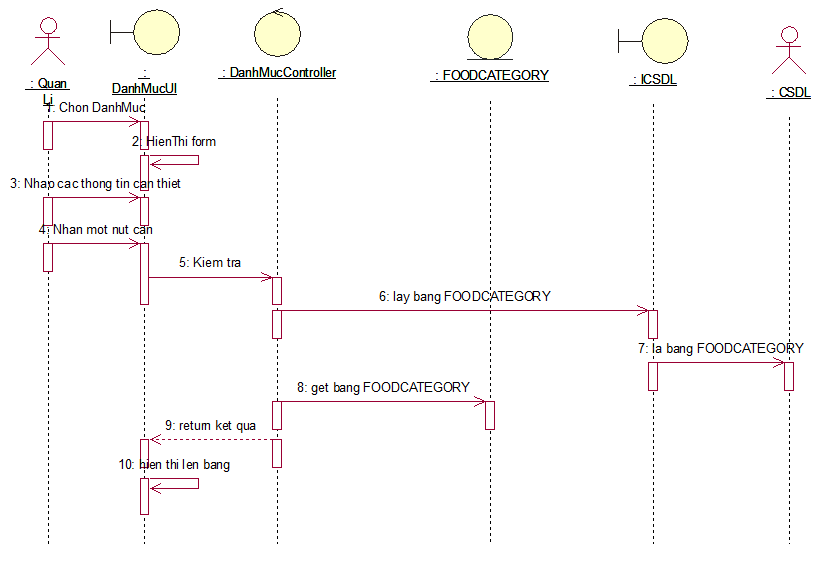 : Quan
Li
:
DanhMucUI
: DanhMucController
: FOODCATEGORY
: ICSDL
: CSDL
1: Chon DanhMuc
2: HienThi form
3: Nhap cac thong tin can thiet
4: Nhan mot nut can
5: Kiem tra
6: lay bang FOODCATEGORY
7: la bang FOODCATEGORY
8: get bang FOODCATEGORY
9: return ket qua
10: hien thi len bang